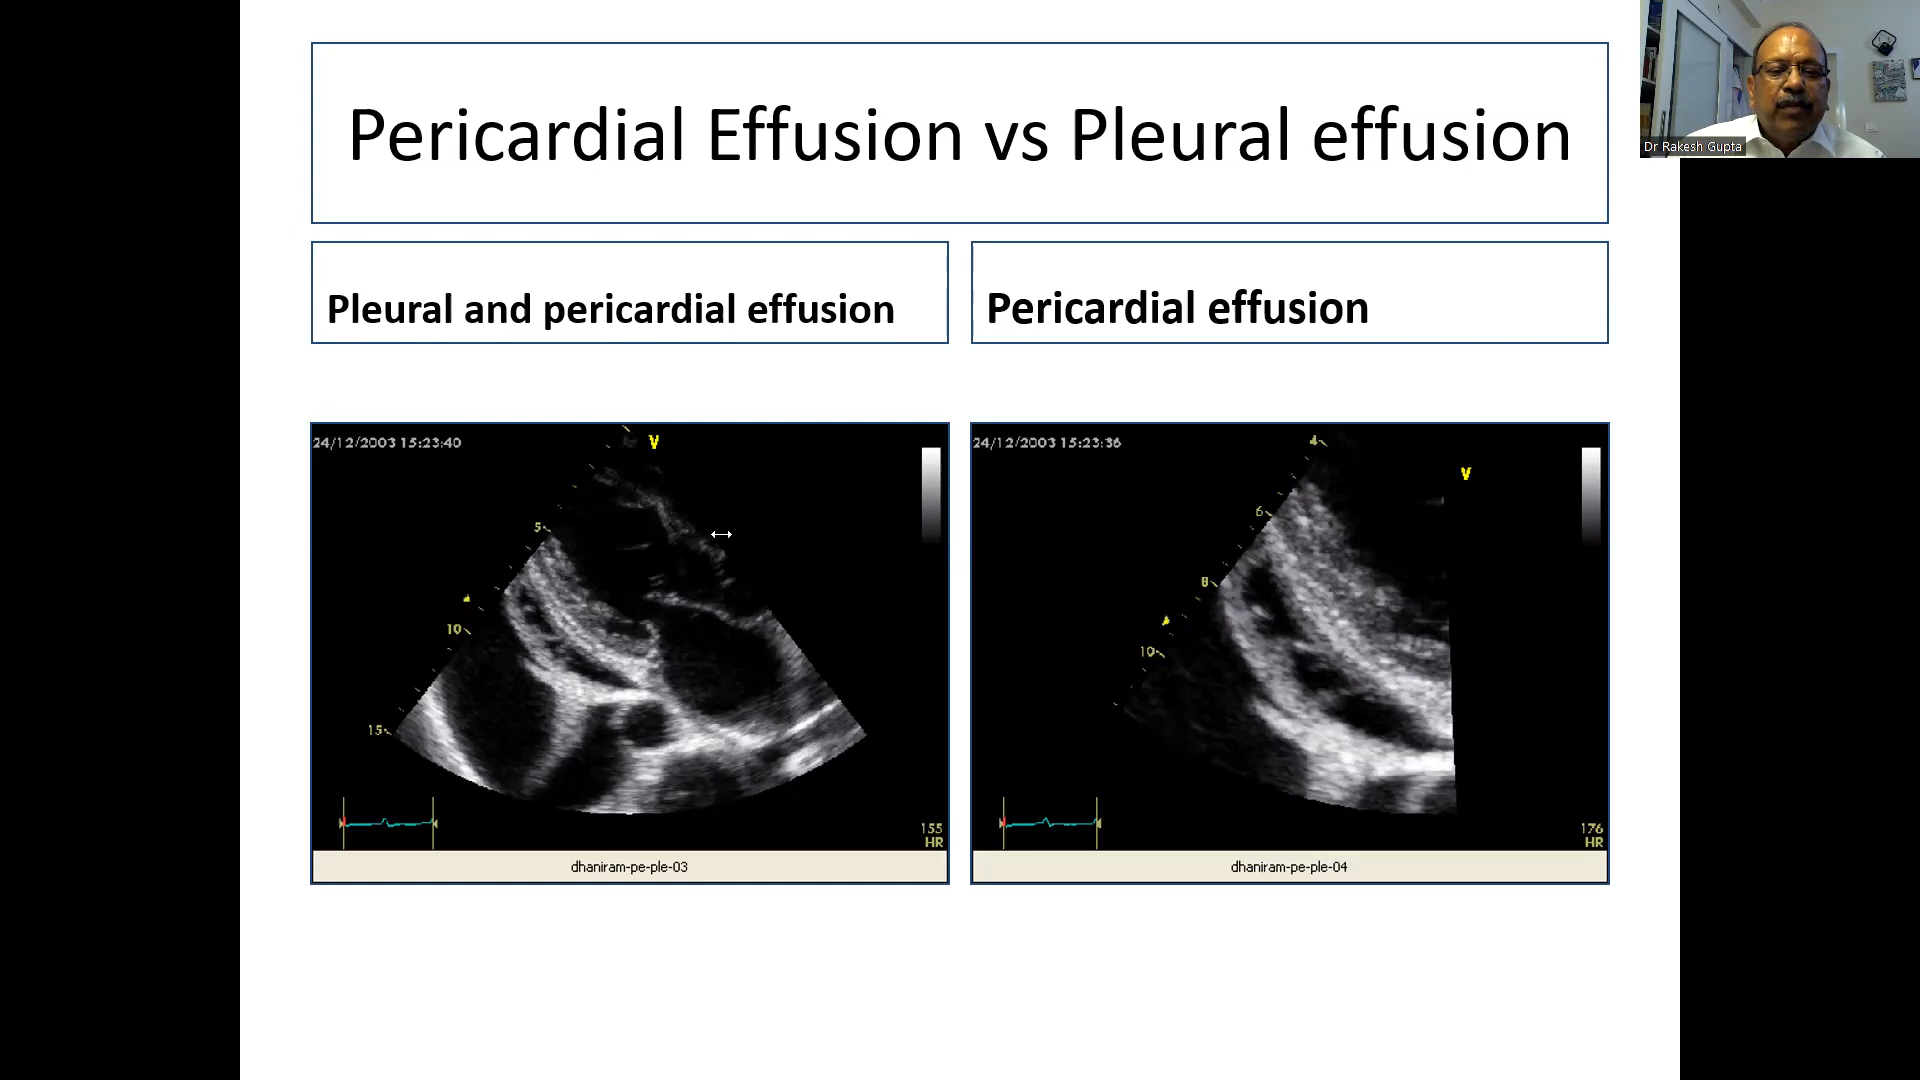 Pericardial Effusion vs Pleural effusion
Dr Rakesh Gupta
Pleural and pericardial effusion
Pericardial effusion
24/12/2003 15:23:40
V
5
10
15
155
HR
dhaniram-pe-ple-03
24/12/2003 15:23:36
4
V
6
8
10
176
HR
dhaniram-pe-ple-04